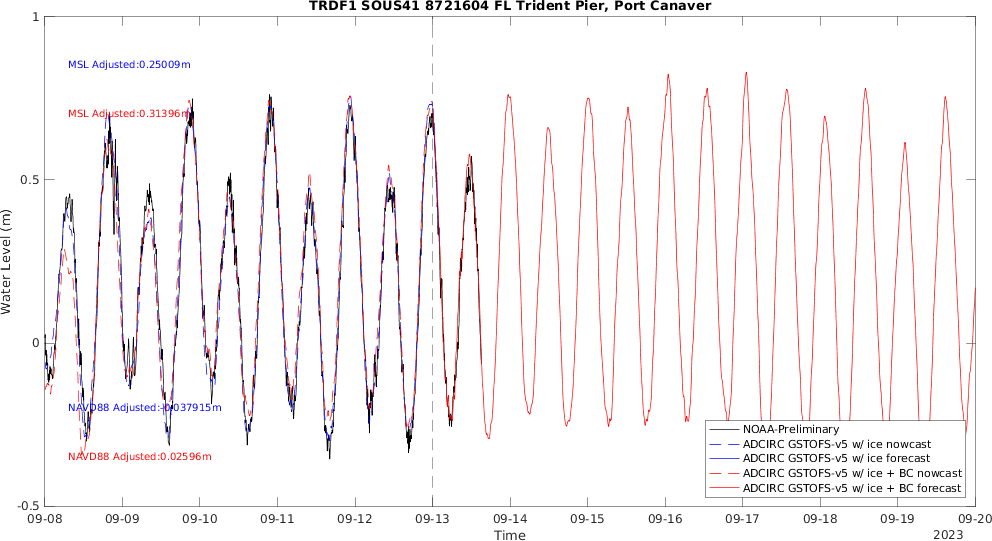 TRDF1 SOUS41 8721604 FL Trident Pier, Port Canaver
1
MSL Adjusted:0.25009m
MSL Adjusted:0.31396m
0.5
Water Level (m)
0
NAVD88 Adjusted:-0.037915m
NAVD88 Adjusted:0.02596m
NOAA-Preliminary
ADCIRC GSTOFS-v5 w/ ice nowcast
ADCIRC GSTOFS-v5 w/ ice forecast
ADCIRC GSTOFS-v5 w/ ice + BC nowcast
ADCIRC GSTOFS-v5 w/ ice + BC forecast
-0.5
09-08 09-09 09-10 09-11 09-12 09-13 09-14 09-15 09-16 09-17 09-18 09-19 09-20
Time
2023